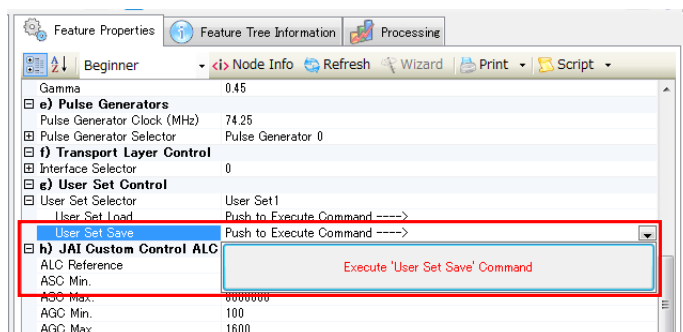 Feature Properties Feature Tree Information Processing
Beginner <i> Node Info Refresh Wizard Print Script
Gamma 0.45
e) Pulse Generators
Pulse Generator Clock (MHz) 74.25
Pulse Generator Selector Pulse Generator 0
f) Transport Layer Control
Interface Selector 0
g) User Set Control
User Set Selector User Set1
User Set Load Push to Execute Command ---->
User Set Save Push to Execute Command ---->
h) JAI Custom Control ALC
ALC Reference
Execute 'User Set Save' Command
ASC Min.
ASC Max.
AGC Min. 100
AGC Max 1600